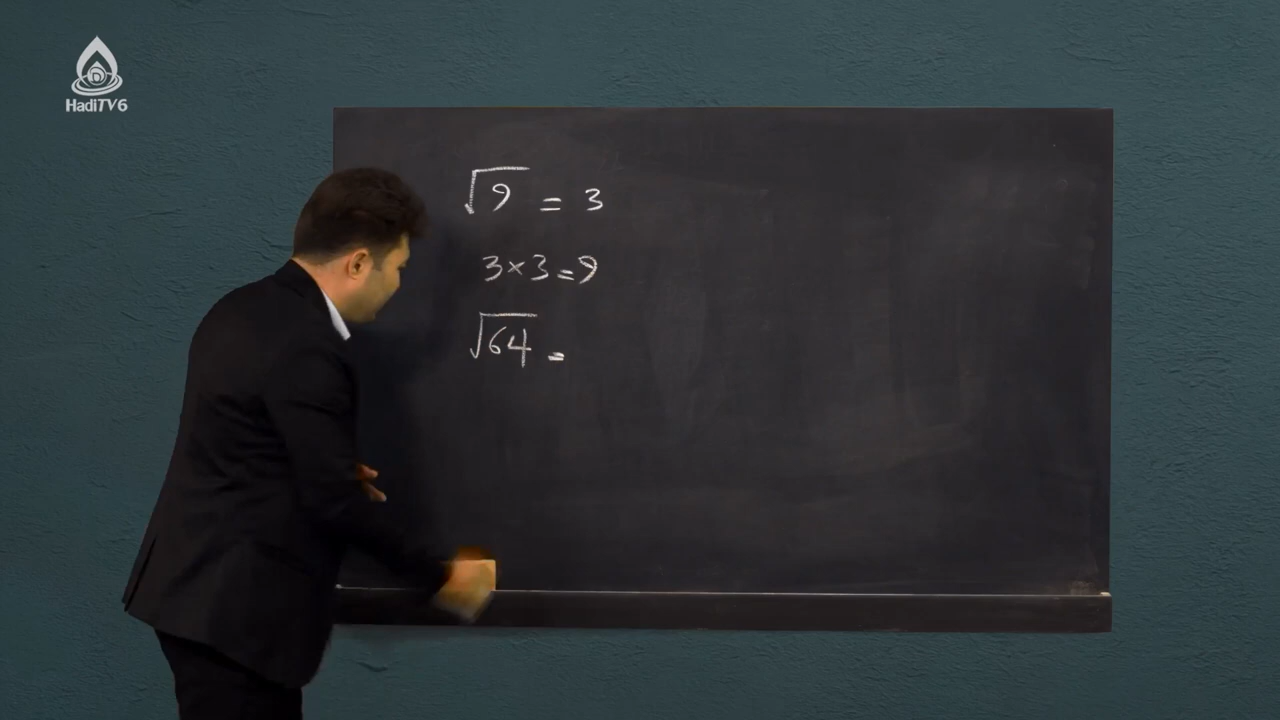 HadiTV6
√9 = 3
3×3=9
√64 =